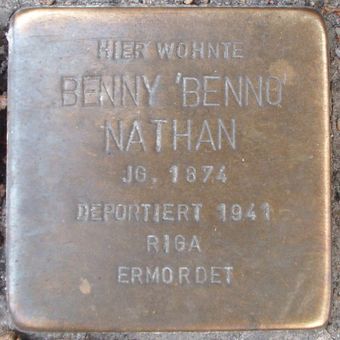 HIER WOHNTE
BENNY 'BENNO'
NATHAN
JG. 1874
DEPORTIERT 1941
RIGA
ERMORDET